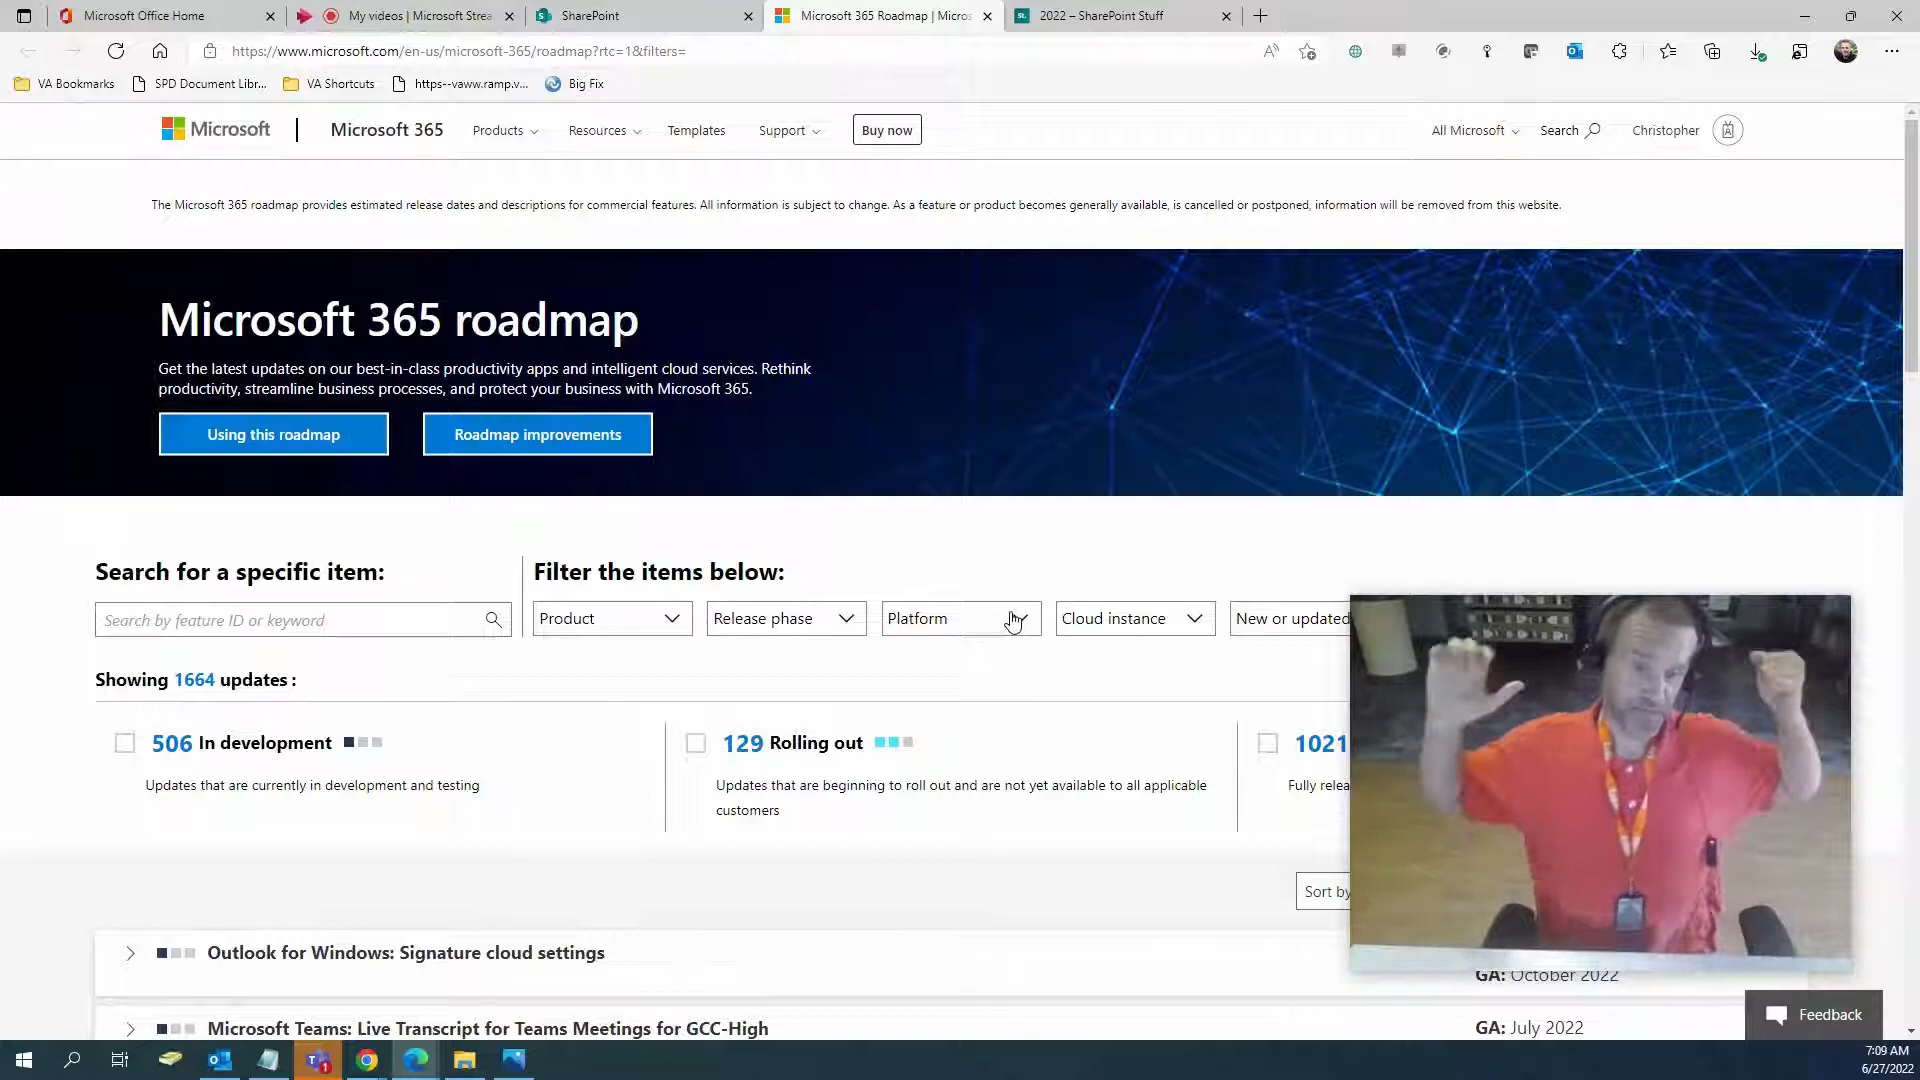 Microsoft Office Home
My videos | Microsoft Strea
SharePoint
Microsoft 365 Roadmap | Micros
2022 – SharePoint Stuff
https://www.microsoft.com/en-us/microsoft-365/roadmap?rtc=1&filters=
VA Bookmarks
SPD Document Libr...
VA Shortcuts
https--vaww.ramp.v...
Big Fix
Microsoft
Microsoft 365
Products
Resources
Templates
Support
Buy now
All Microsoft
Search
Christopher
The Microsoft 365 roadmap provides estimated release dates and descriptions for commercial features. All information is subject to change. As a feature or product becomes generally available, is cancelled or postponed, information will be removed from this website.
Microsoft 365 roadmap
Get the latest updates on our best-in-class productivity apps and intelligent cloud services. Rethink
productivity, streamline business processes, and protect your business with Microsoft 365.
Using this roadmap
Roadmap improvements
Search for a specific item:
Filter the items below:
Search by feature ID or keyword
Product
Release phase
Platform
Cloud instance
New or updated
Showing 1664 updates :
506 In development
Updates that are currently in development and testing
129 Rolling out
Updates that are beginning to roll out and are not yet available to all applicable
customers
1021
Fully relea
Sort by
Outlook for Windows: Signature cloud settings
GA: October 2022
Microsoft Teams: Live Transcript for Teams Meetings for GCC-High
GA: July 2022
Feedback
7:09 AM
6/27/2022